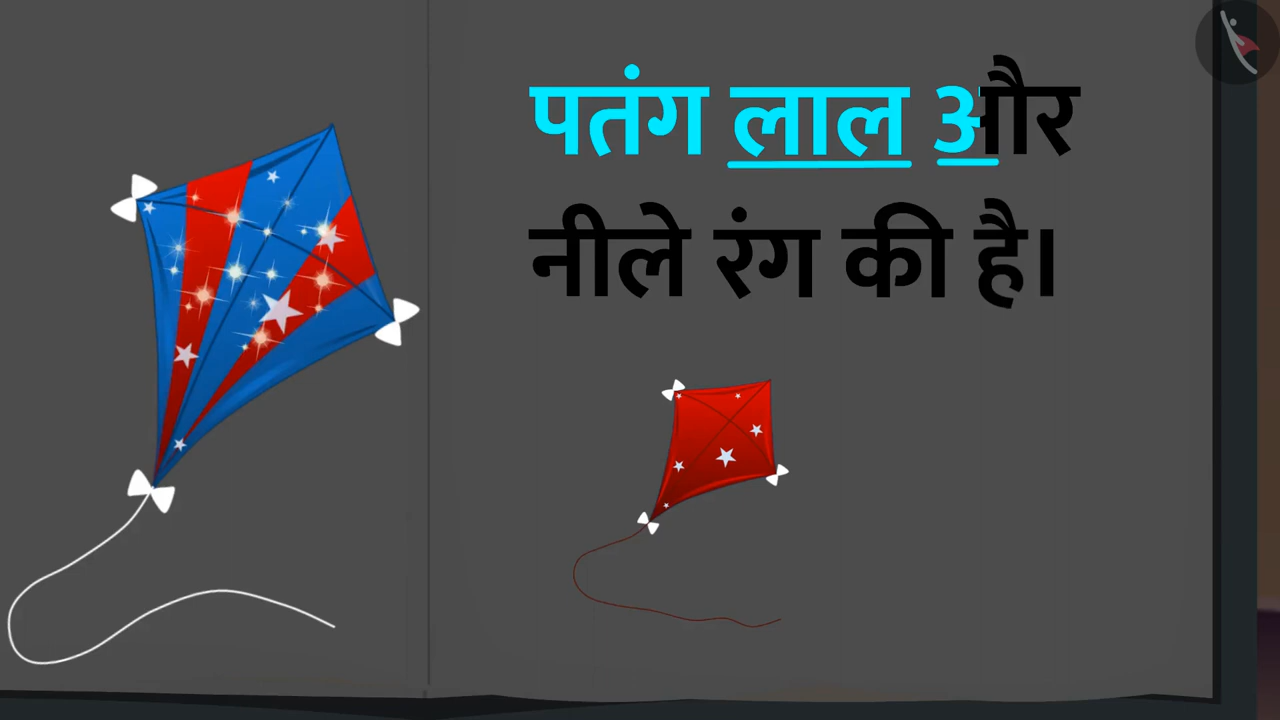 पतंग लाल और
नीले रंग की है।